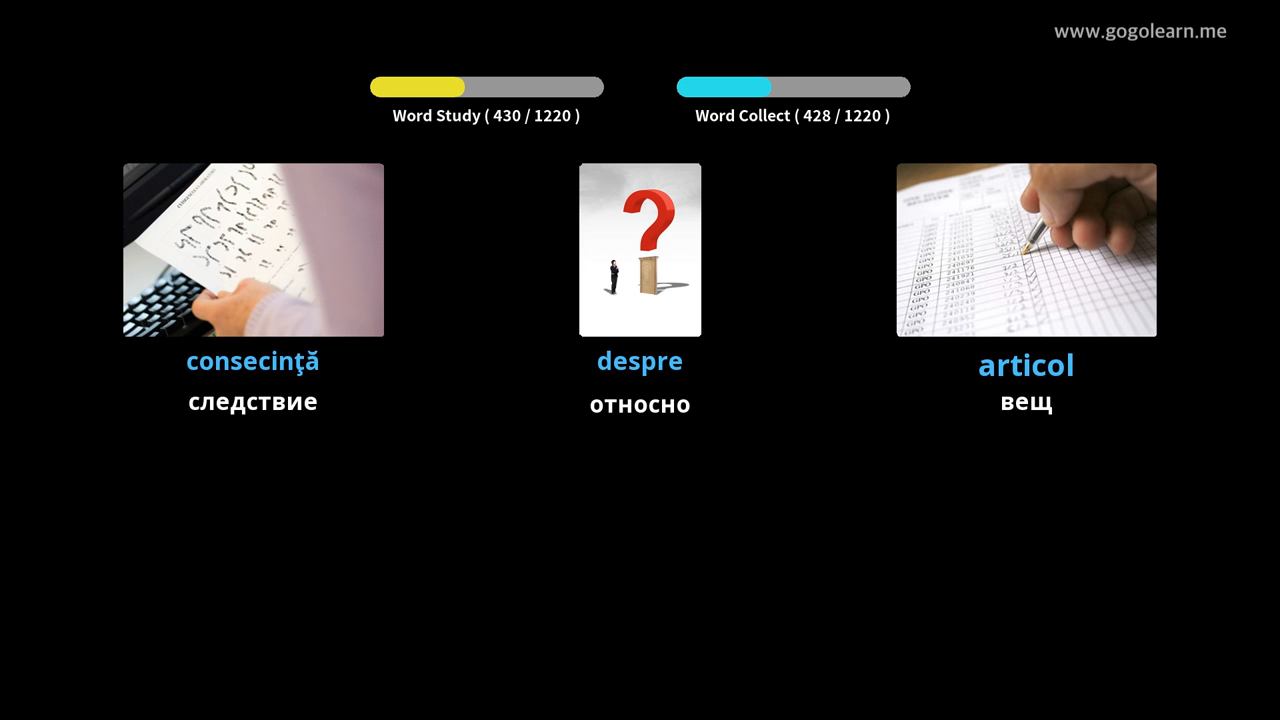 www.gogolearn.me
Word Study ( 430 / 1220 )
Word Collect ( 428 / 1220 )
consecinţă
despre
articol
следствие
относно
вещ